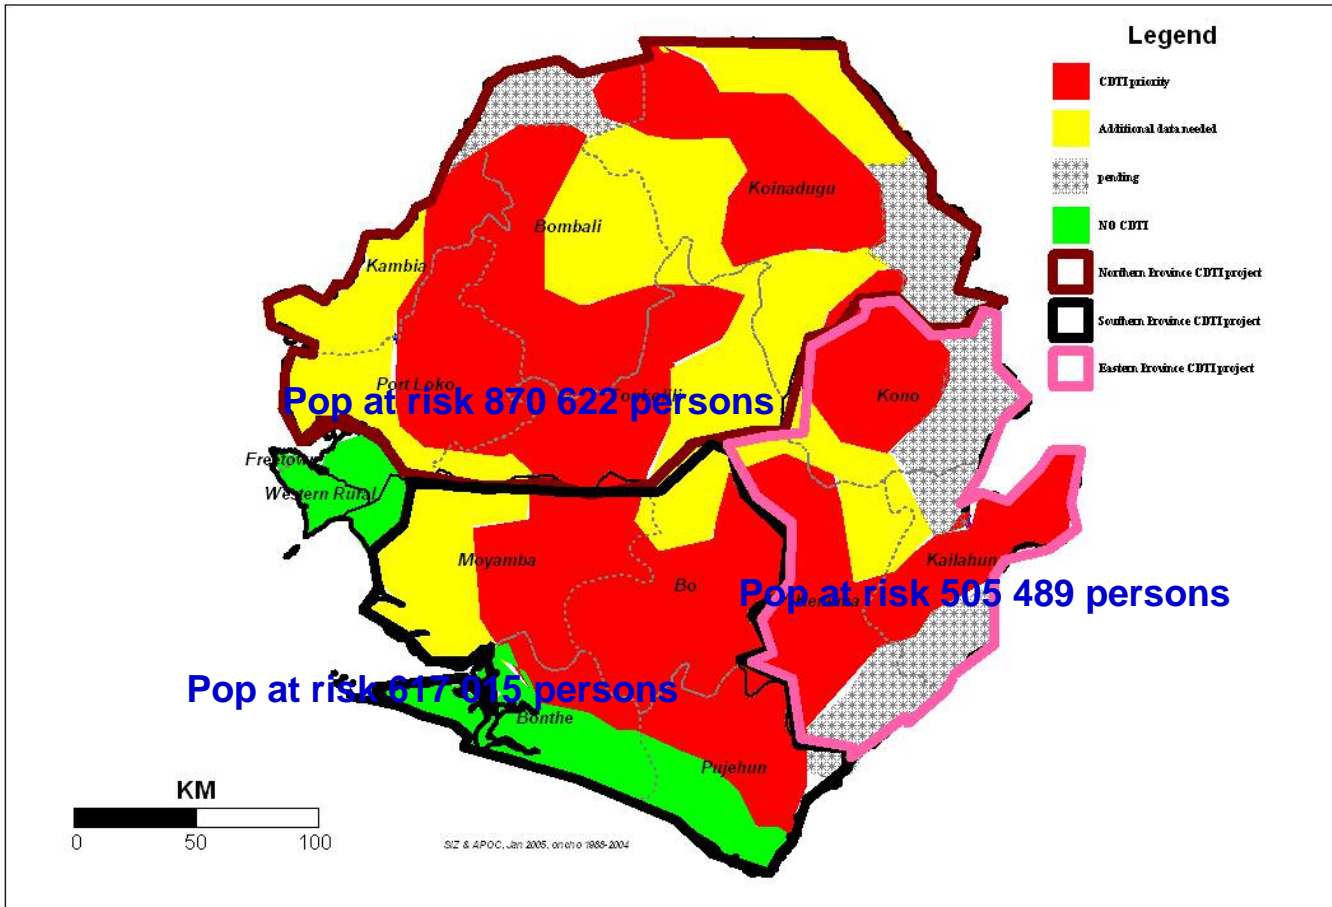 Legend
CDTI priority
Additional data needed
pending
NO CDTI
Northern Province CDTI project
Southern Province CDTI project
Eastern Province CDTI project
Koinadugu
Bombali
Kambia
Port Loko
Kono
Pop at risk 870 622 persons
Freetown
Western Rural
Moyamba
Bo
Kailahun
Pop at risk 505 489 persons
Pop at risk 617 015 persons
Bonthe
Pujehun
KM
0 50 100
SIZ & APOC, Jan 2005, oncho 1988-2004